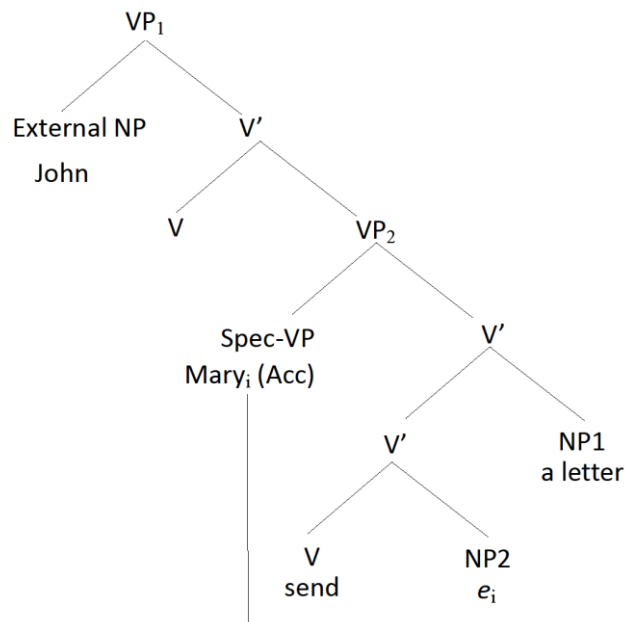 VP₁
External NP V’
John
V VP₂
Spec-VP V’
Maryᵢ (Acc)
V’ NP1
a letter
V NP2
send eᵢ